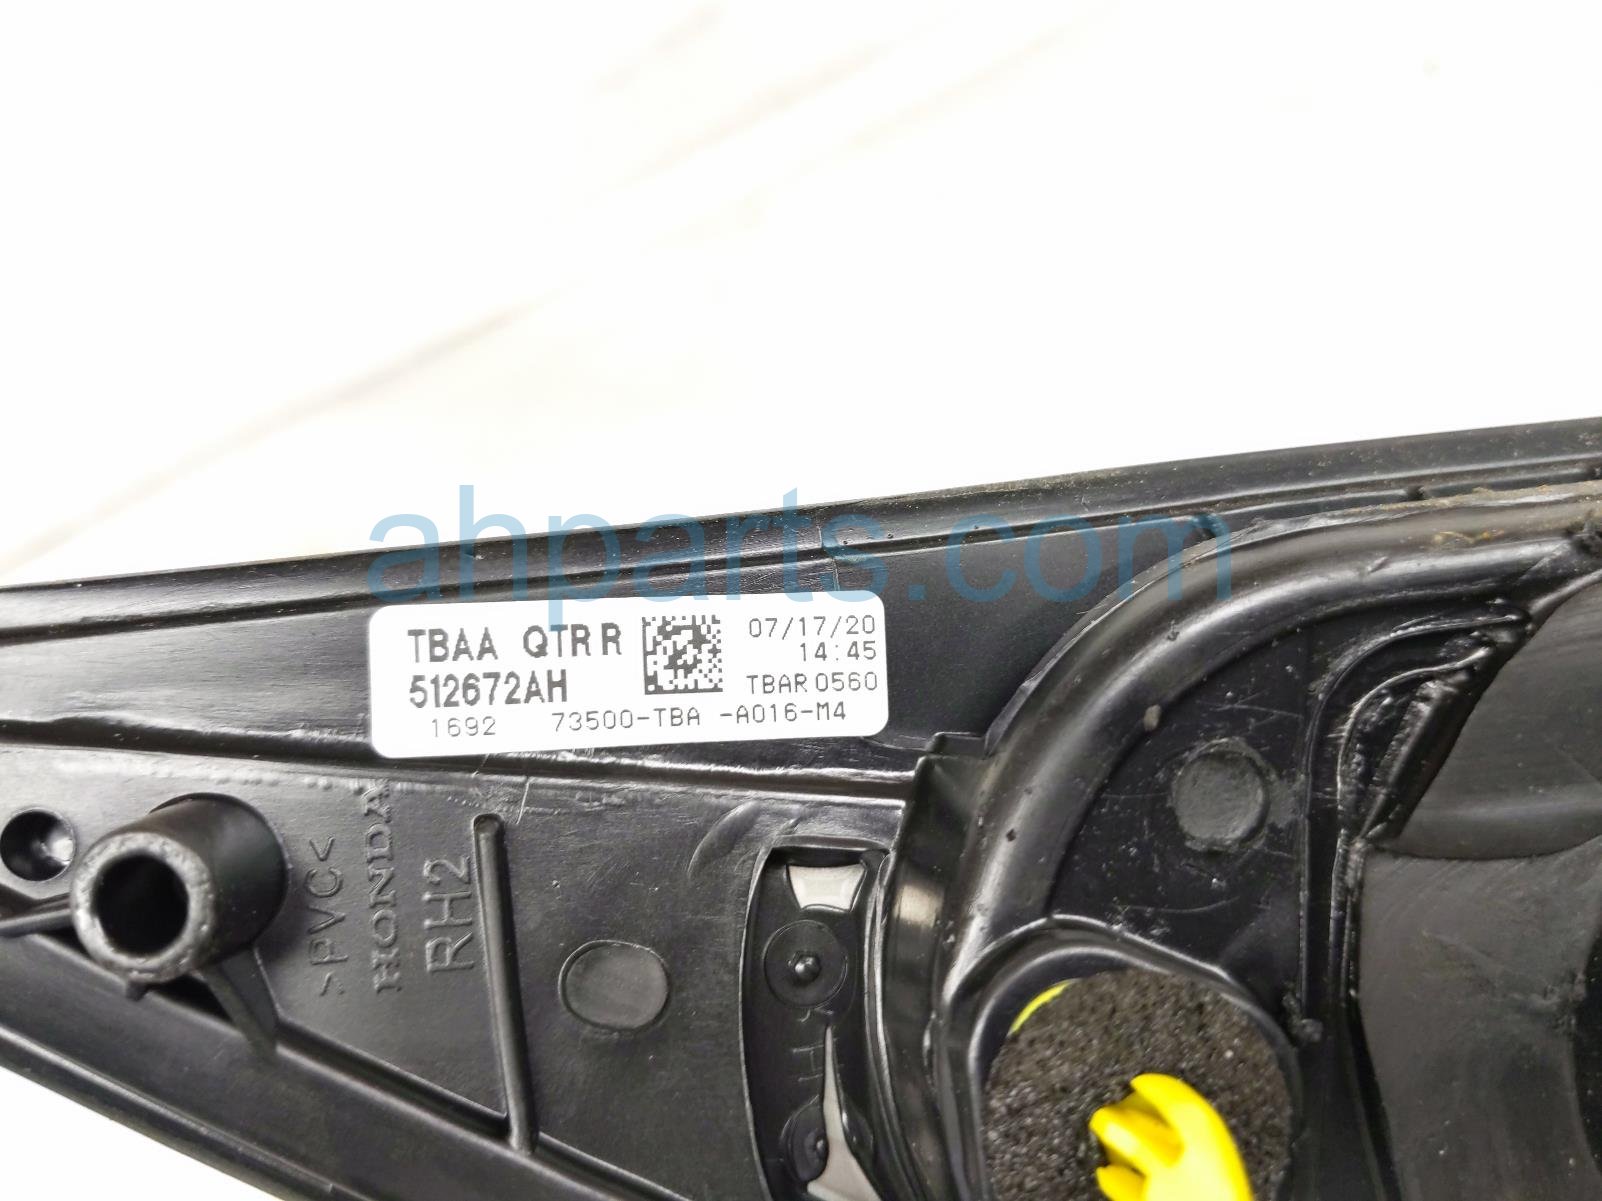 ahparts.com
TBAA QTR R
512672AH
07/17/20
14:45
TBAR 0560
1692 73500-TBA -A016-M4
>PVC<
HONDA
RH2